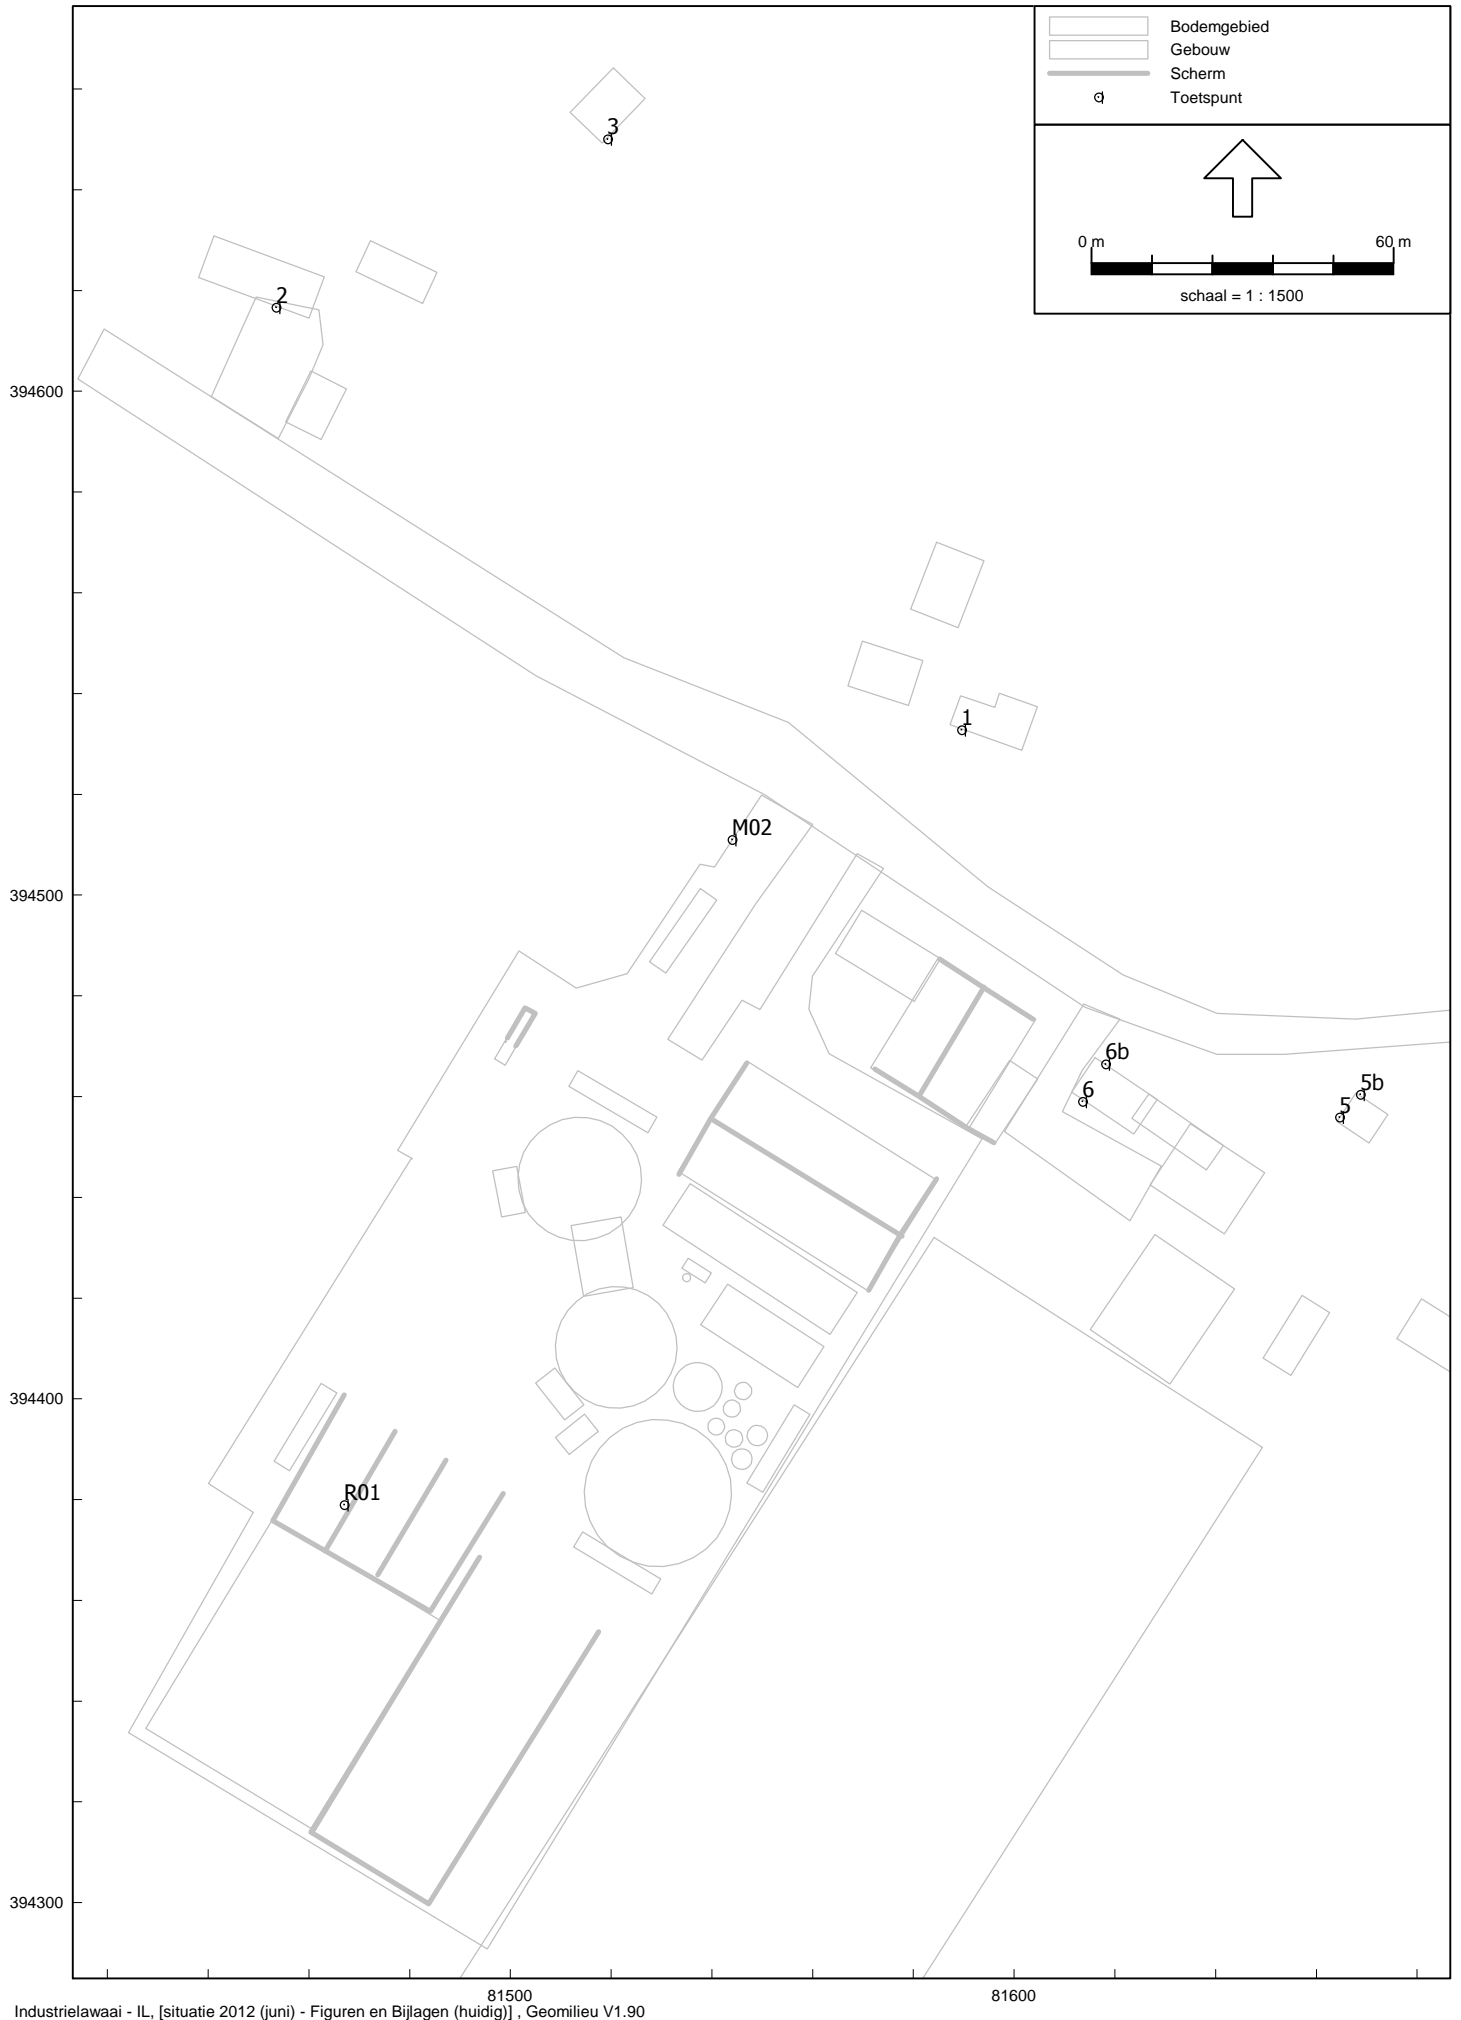 Bodemgebied
Gebouw
Scherm
Toetspunt
0 m
60 m
schaal = 1 : 1500
3
2
394600
1
M02
394500
6b
6
5b
5
394400
R01
394300
81500
81600
Industrielawaai - IL, [situatie 2012 (juni) - Figuren en Bijlagen (huidig)] , Geomilieu V1.90